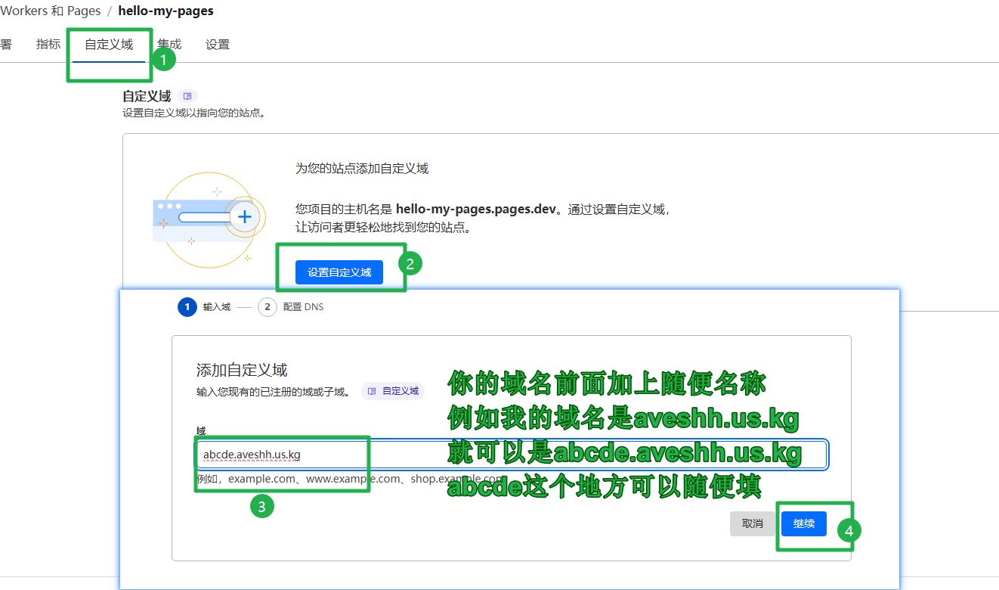 Workers 和 Pages / hello-my-pages
署 指标 自定义域 集成 设置
1
自定义域
设置自定义域以指向您的站点。
为您的站点添加自定义域
您项目的主机名是 hello-my-pages.pages.dev。通过设置自定义域，
让访问者更轻松地找到您的站点。
设置自定义域
2
1 输入域 2 配置 DNS
添加自定义域
输入您现有的已注册的域或子域。 自定义域
你的域名前面加上随便名称
例如我的域名是aveshh.us.kg
就可以是abcde.aveshh.us.kg
abcde这个地方可以随便填
域
abcde.aveshh.us.kg
例如，example.com、www.example.com、shop.example.com
3
取消 继续
4